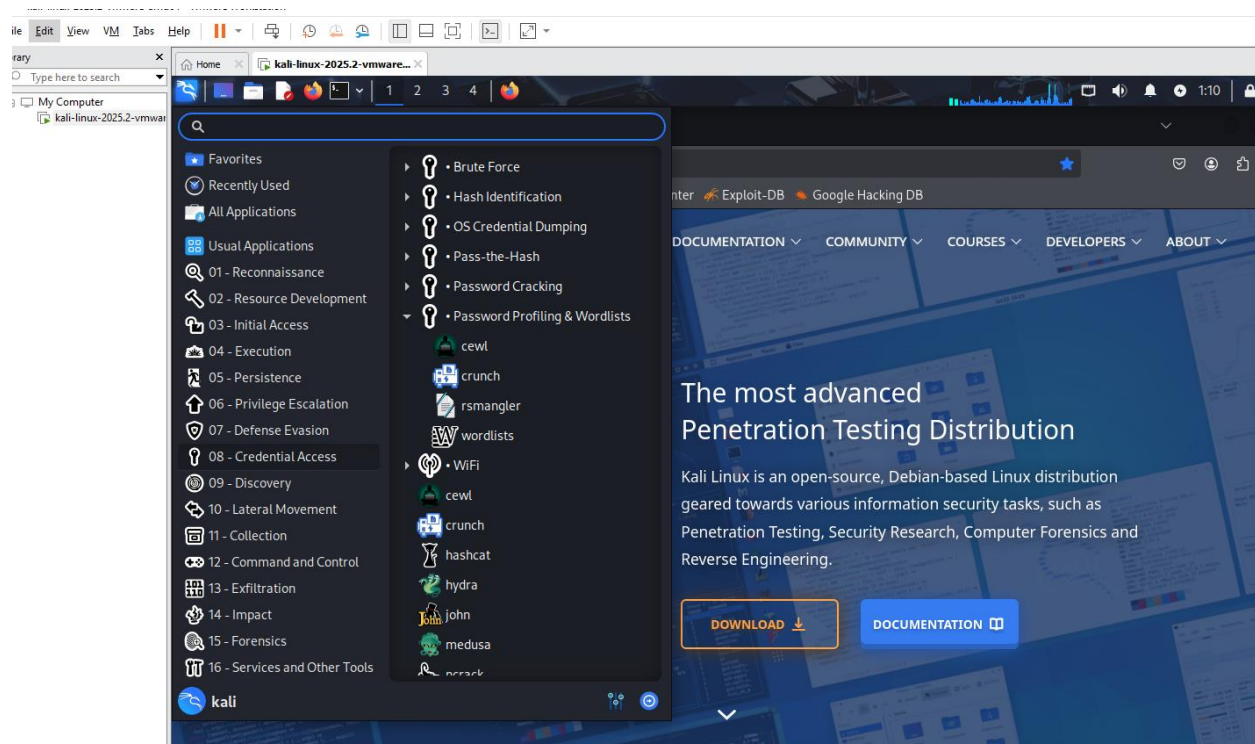 ile Edit View VM Tabs Help
rary
Type here to search
My Computer
kali-linux-2025.2-vmwar
Home
kali-linux-2025.2-vmware...
1 2 3 4
1:10
Favorites
Recently Used
All Applications
Usual Applications
01 - Reconnaissance
02 - Resource Development
03 - Initial Access
04 - Execution
05 - Persistence
06 - Privilege Escalation
07 - Defense Evasion
08 - Credential Access
09 - Discovery
10 - Lateral Movement
11 - Collection
12 - Command and Control
13 - Exfiltration
14 - Impact
15 - Forensics
16 - Services and Other Tools
kali
• Brute Force
• Hash Identification
• OS Credential Dumping
• Pass-the-Hash
• Password Cracking
• Password Profiling & Wordlists
cewl
crunch
rsmangler
wordlists
• WiFi
cewl
crunch
hashcat
hydra
john
medusa
ncrack
nter Exploit-DB Google Hacking DB
DOCUMENTATION COMMUNITY COURSES DEVELOPERS ABOUT
The most advanced
Penetration Testing Distribution
Kali Linux is an open-source, Debian-based Linux distribution
geared towards various information security tasks, such as
Penetration Testing, Security Research, Computer Forensics and
Reverse Engineering.
DOWNLOAD
DOCUMENTATION